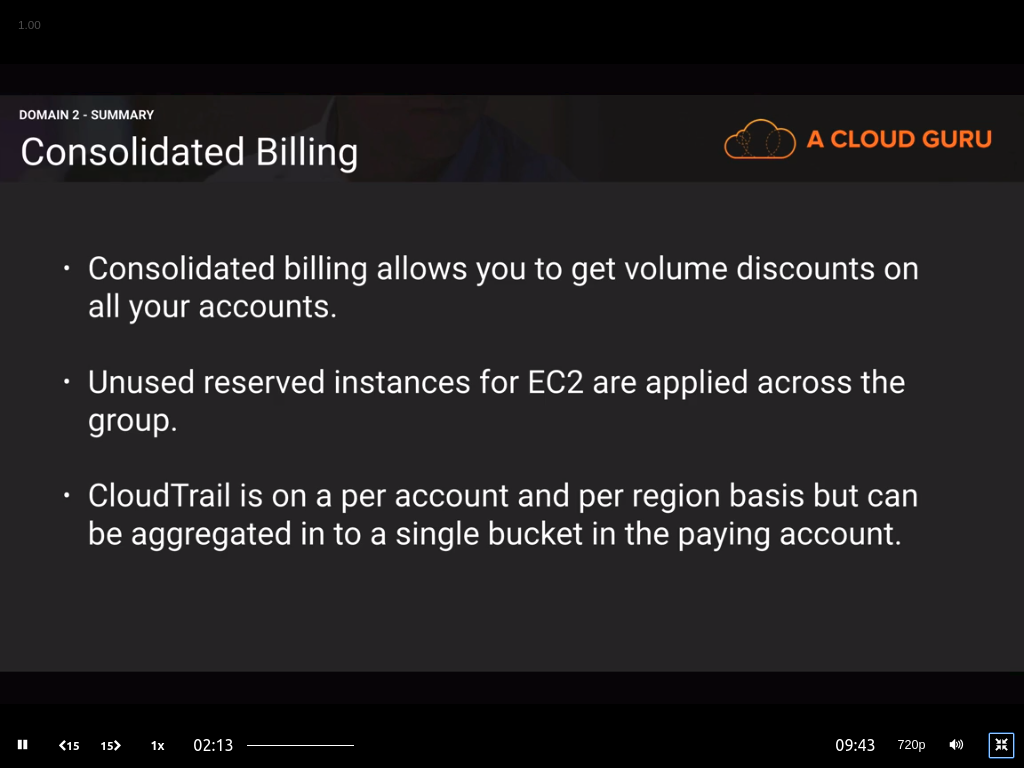 1.00
DOMAIN 2 - SUMMARY
Consolidated Billing
A CLOUD GURU
· Consolidated billing allows you to get volume discounts on
all your accounts.
· Unused reserved instances for EC2 are applied across the
group.
· CloudTrail is on a per account and per region basis but can
be aggregated in to a single bucket in the paying account.
15 15 1x 02:13 09:43 720p